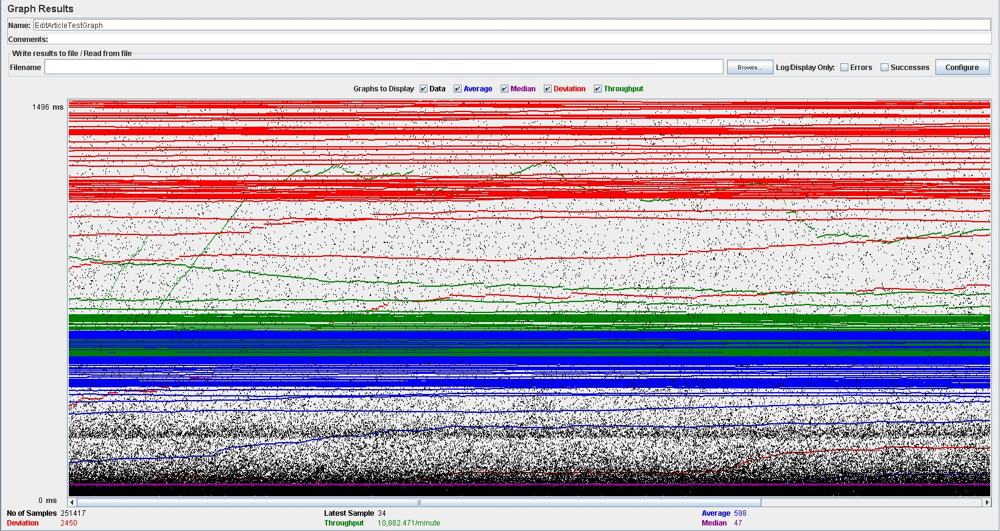 Graph Results
Name: EditArticleTestGraph
Comments:
Write results to file / Read from file
Filename Browse... Log/Display Only: Errors Successes Configure
Graphs to Display Data Average Median Deviation Throughput
1496 ms
0 ms
No of Samples 251417 Latest Sample 34 Average 598
Deviation 2450 Throughput 10,882.471/minute Median 47